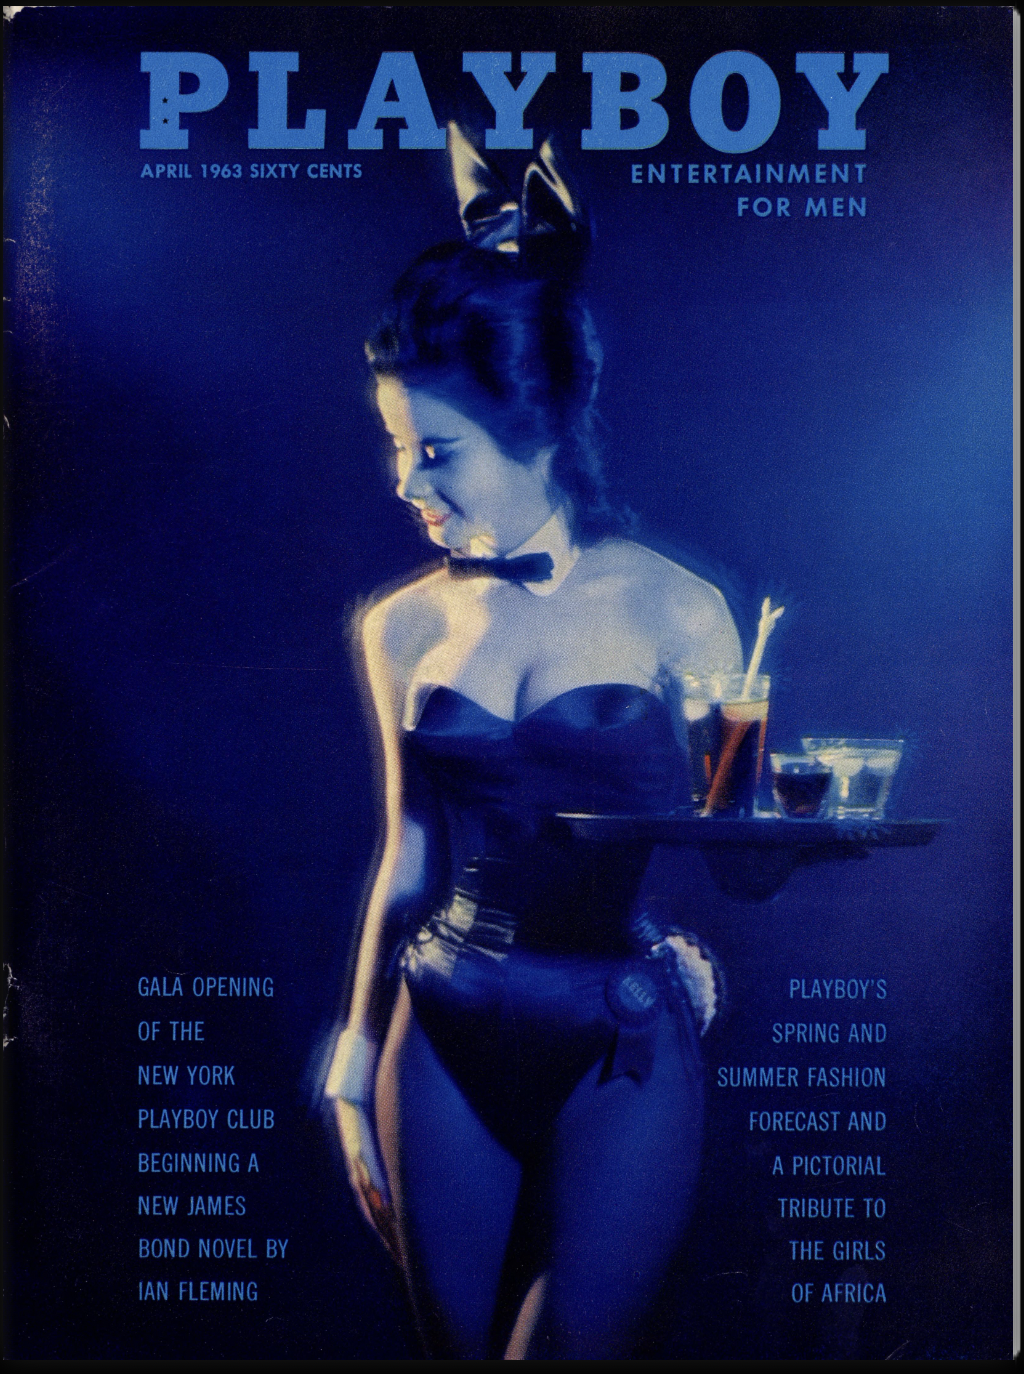 PLAYBOY
APRIL 1963 SIXTY CENTS
ENTERTAINMENT
FOR MEN
GALA OPENING
OF THE
NEW YORK
PLAYBOY CLUB
BEGINNING A
NEW JAMES
BOND NOVEL BY
IAN FLEMING
KELLY
PLAYBOY'S
SPRING AND
SUMMER FASHION
FORECAST AND
A PICTORIAL
TRIBUTE TO
THE GIRLS
OF AFRICA